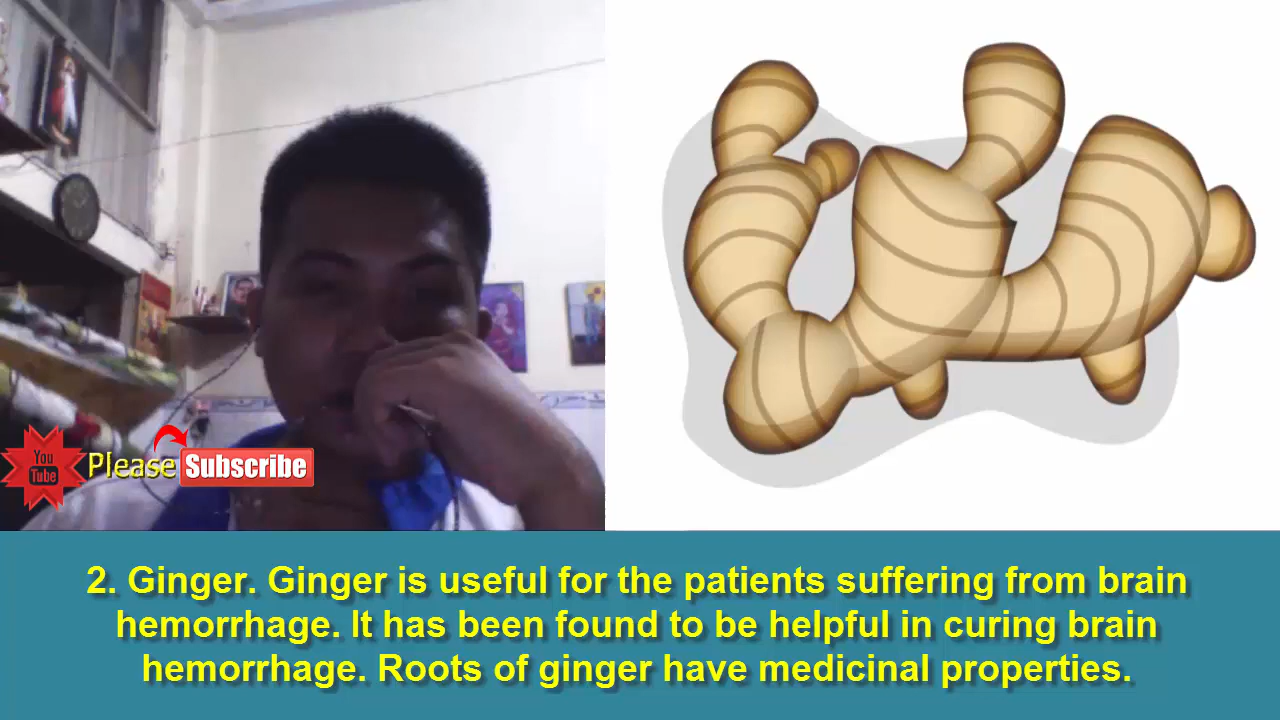 You
Tube
Please Subscribe
2. Ginger. Ginger is useful for the patients suffering from brain
hemorrhage. It has been found to be helpful in curing brain
hemorrhage. Roots of ginger have medicinal properties.